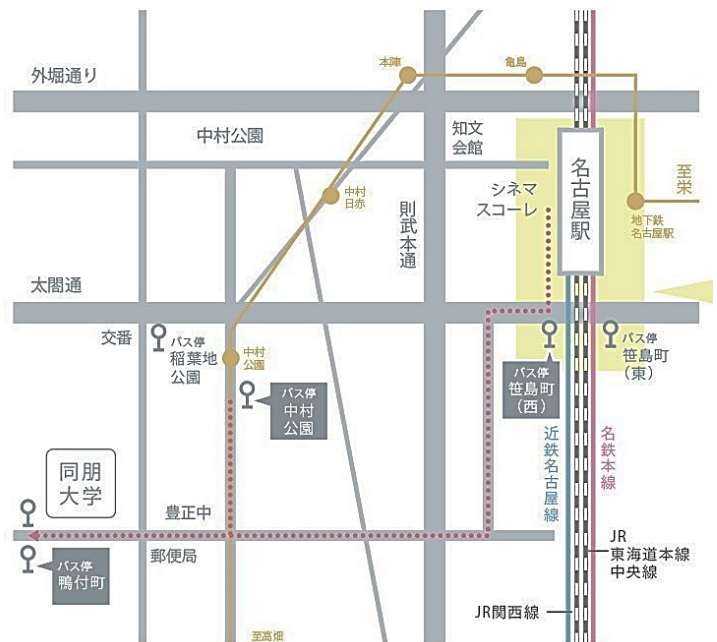 本陣
亀島
外堀通り
中村公園
知文
会館
名古屋駅
至
栄
シネマ
スコーレ
中村
日赤
則武本通
地下鉄
名古屋駅
太閤通
交番
バス停
稲葉地
公園
中村
公園
バス停
中村
公園
バス停
笹島町
(西)
バス停
笹島町
(東)
近鉄名古屋線
名鉄本線
同朋
大学
豊正中
郵便局
バス停
鴨付町
JR
東海道本線
中央線
JR関西線
至高畑